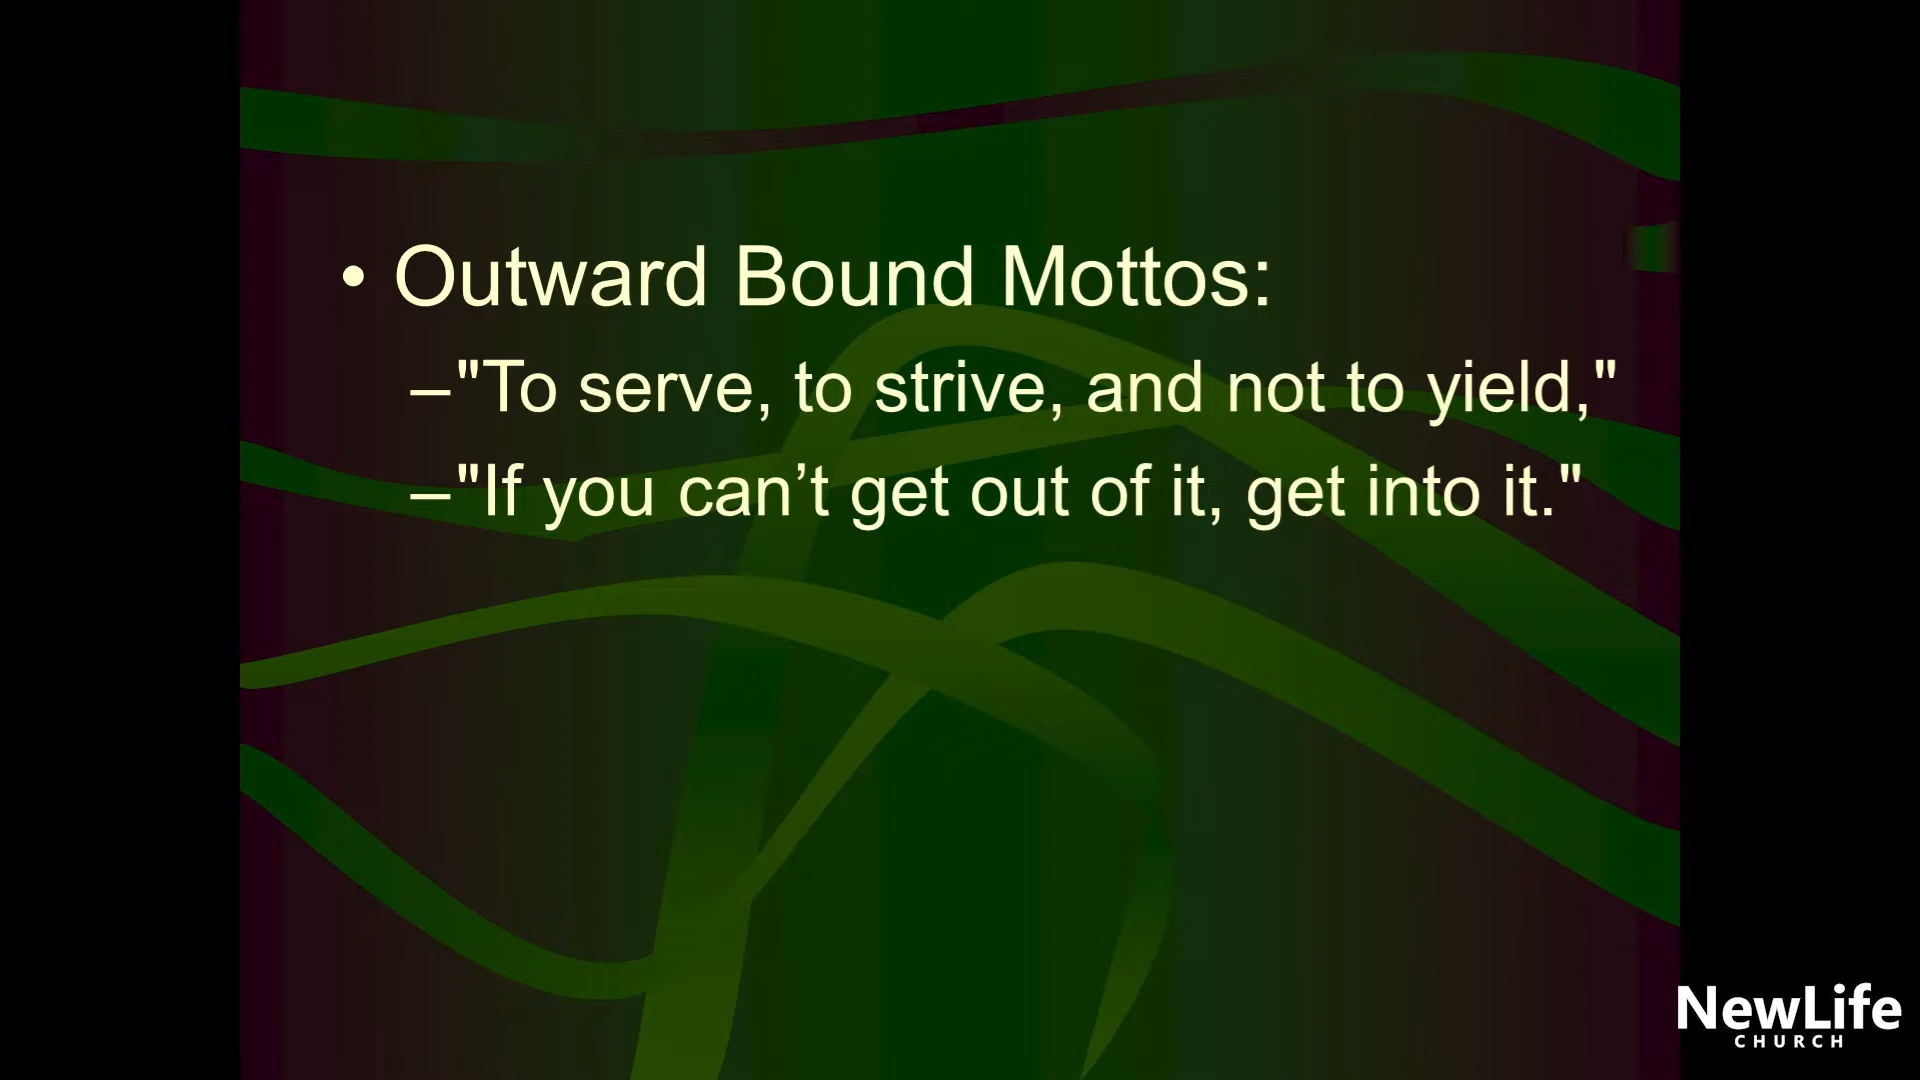 • Outward Bound Mottos:
–"To serve, to strive, and not to yield,"
–"If you can’t get out of it, get into it."
NewLife
CHURCH